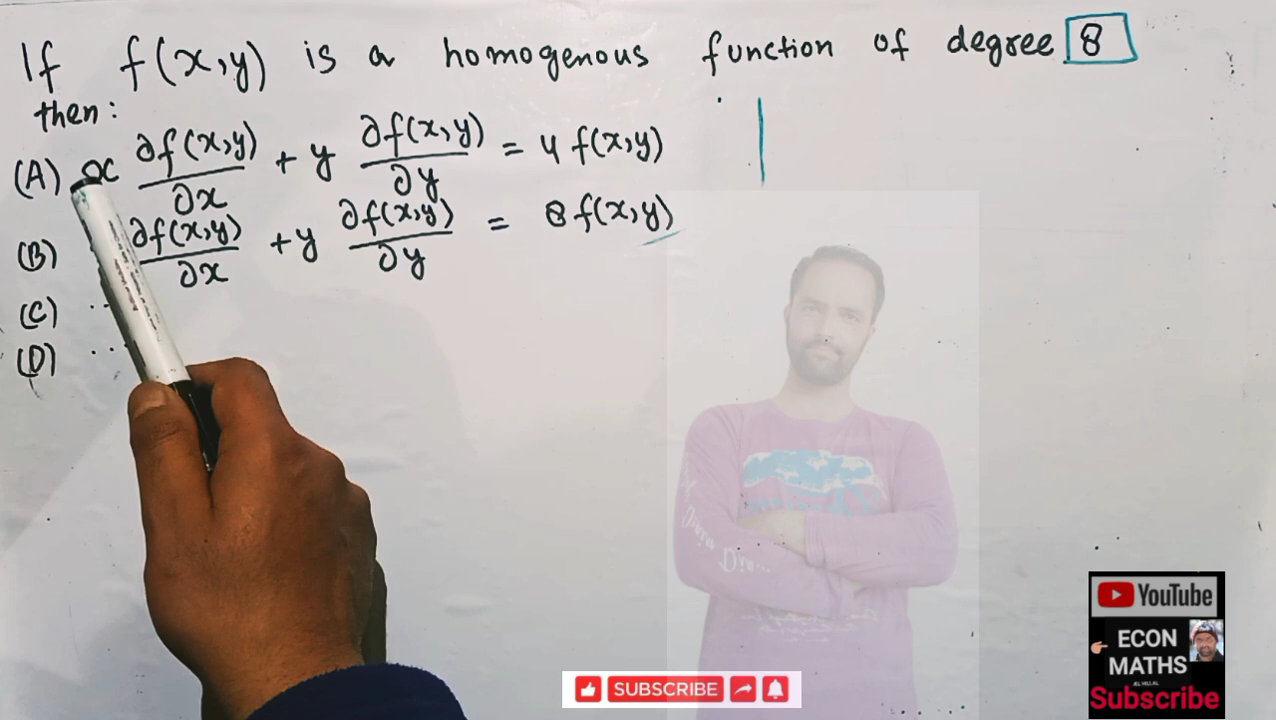 If f(x,y) is a homogenous function of degree 8
then:
(A) x ∂f(x,y)/∂x + y ∂f(x,y)/∂y = 4 f(x,y)
(B) ∂f(x,y)/∂x + y ∂f(x,y)/∂y = 8 f(x,y)
(C) ..
(D) ..
YouTube
ECON
MATHS
Subscribe
SUBSCRIBE